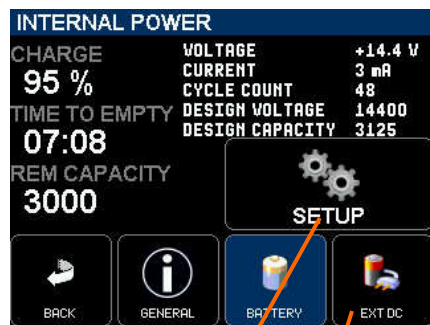 INTERNAL POWER
CHARGE
95 %
TIME TO EMPTY
07:08
REM CAPACITY
3000
VOLTAGE +14.4 V
CURRENT 3 mA
CYCLE COUNT 48
DESIGN VOLTAGE 14400
DESIGN CAPACITY 3125
SETUP
BACK
GENERAL
BATTERY
EXT DC